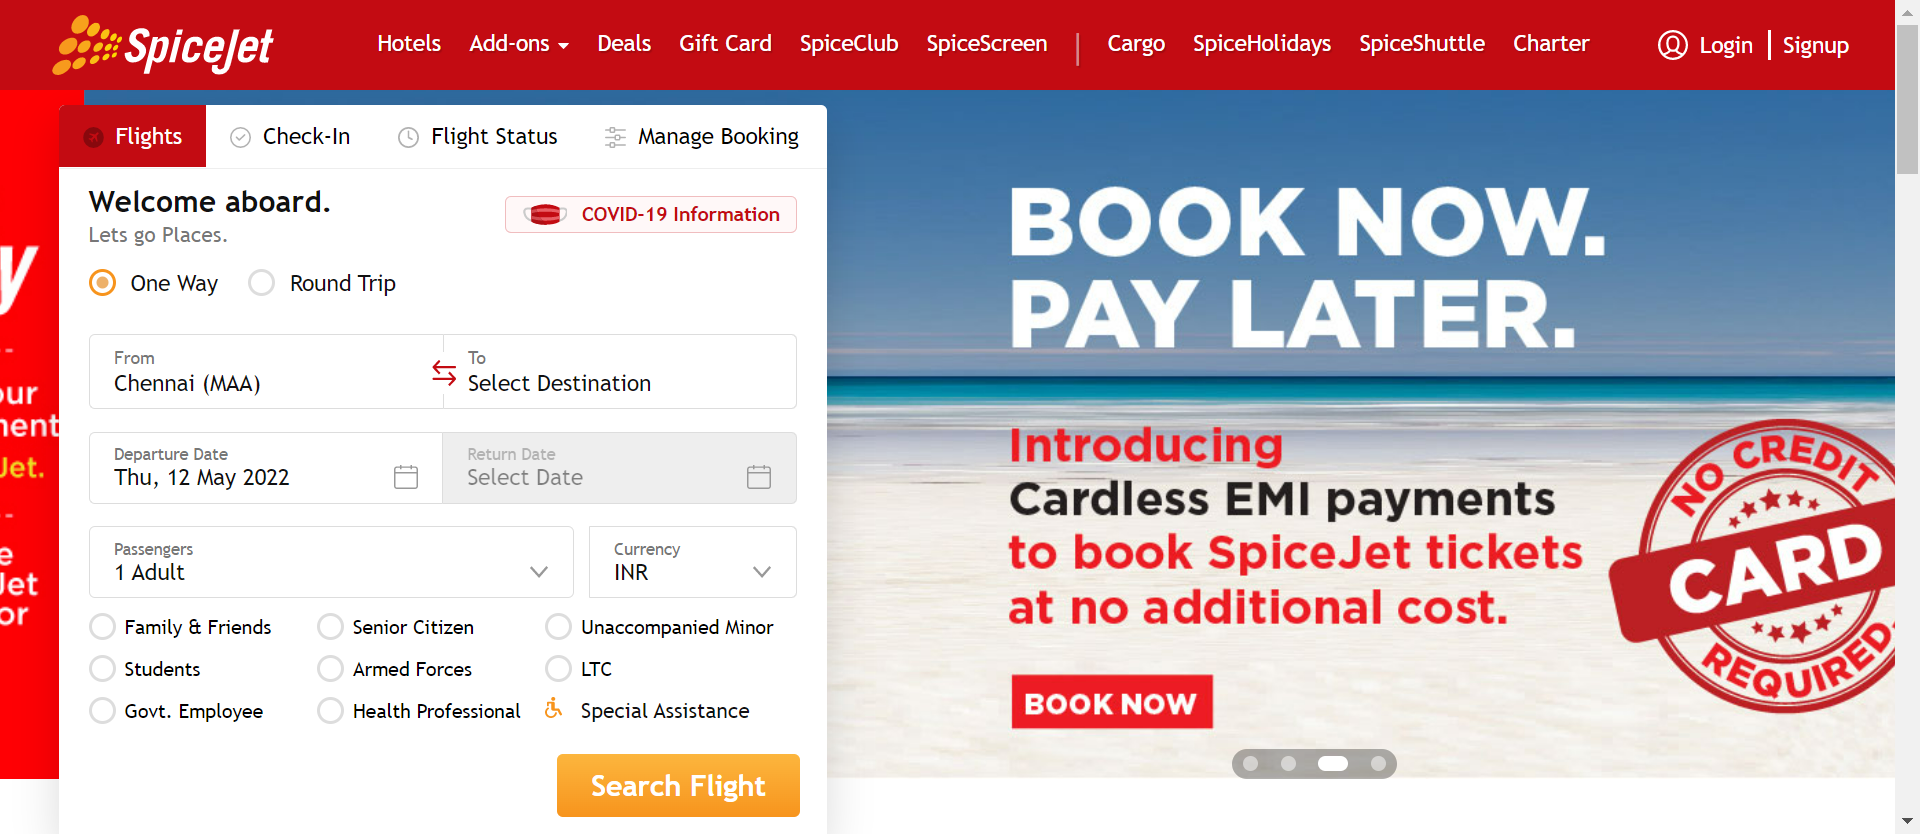 SpiceJet
Hotels Add-ons Deals Gift Card SpiceClub SpiceScreen | Cargo SpiceHolidays SpiceShuttle Charter Login Signup
Flights Check-In Flight Status Manage Booking
Welcome aboard.
Lets go Places.
COVID-19 Information
One Way Round Trip
From
Chennai (MAA)
To
Select Destination
Departure Date
Thu, 12 May 2022
Return Date
Select Date
Passengers
1 Adult
Currency
INR
Family & Friends Senior Citizen Unaccompanied Minor
Students Armed Forces LTC
Govt. Employee Health Professional Special Assistance
Search Flight
BOOK NOW.
PAY LATER.
Introducing
Cardless EMI payments
to book SpiceJet tickets
at no additional cost.
BOOK NOW
NO CREDIT
CARD
REQUIRED